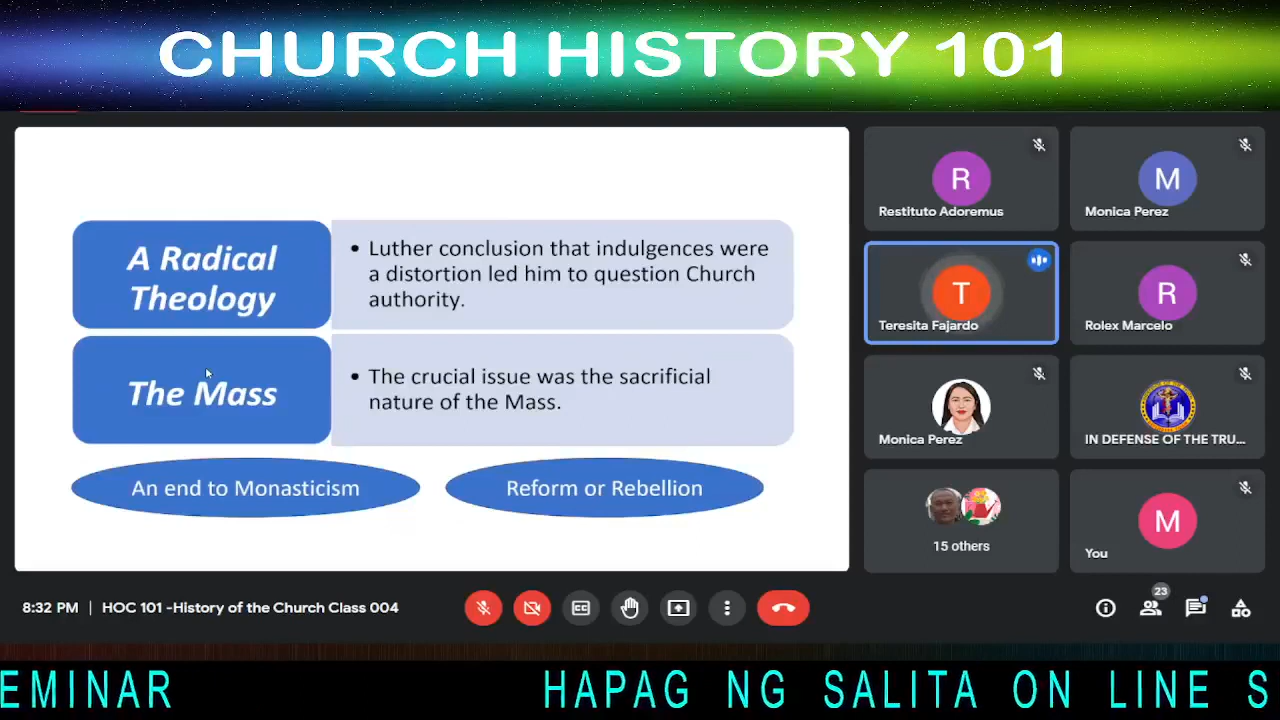 CHURCH HISTORY 101
A Radical
Theology
• Luther conclusion that indulgences were
a distortion led him to question Church
authority.
The Mass
• The crucial issue was the sacrificial
nature of the Mass.
An end to Monasticism
Reform or Rebellion
R
Restituto Adoremus
M
Monica Perez
T
Teresita Fajardo
R
Rolex Marcelo
Monica Perez
IN DEFENSE OF THE TRU...
15 others
M
You
8:32 PM | HOC 101 -History of the Church Class 004
CC
23
EMINAR HAPAG NG SALITA ON LINE S